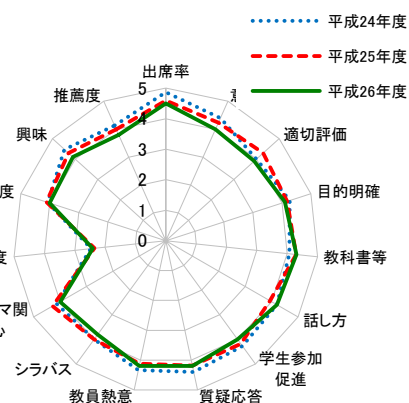 平成24年度
平成25年度
平成26年度
出席率
推薦度
適切評価
興味
目的明確
度
教科書等
度
話し方
マ関
心
学生参加
促進
シラバス
質疑応答
教員熱意
5
4
3
2
1
0